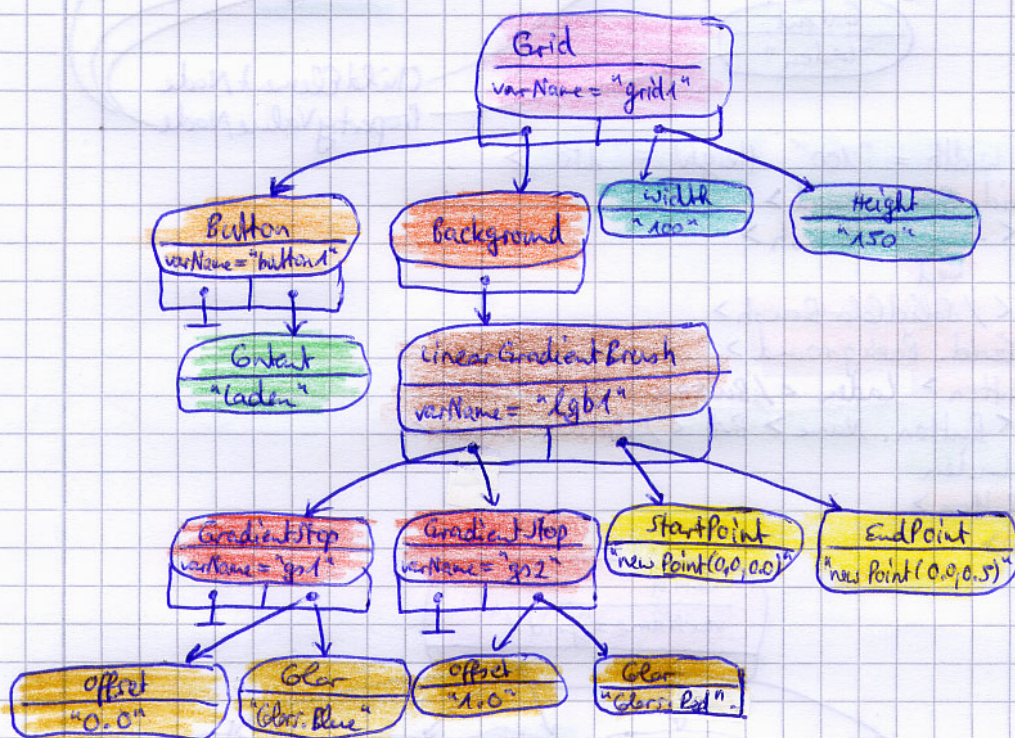 Grid
varName = "grid1"
Button
varName = "button1"
Background
Width
"100"
Height
"150"
Content
"Laden"
LinearGradientBrush
varName = "lgb1"
GradientStop
varName = "gs1"
GradientStop
varName = "gs2"
StartPoint
"new Point(0.0,0.0)"
EndPoint
"new Point(0.0,0.5)"
Offset
"0.0"
Color
"Colors.Blue"
Offset
"1.0"
Color
"Colors.Red"